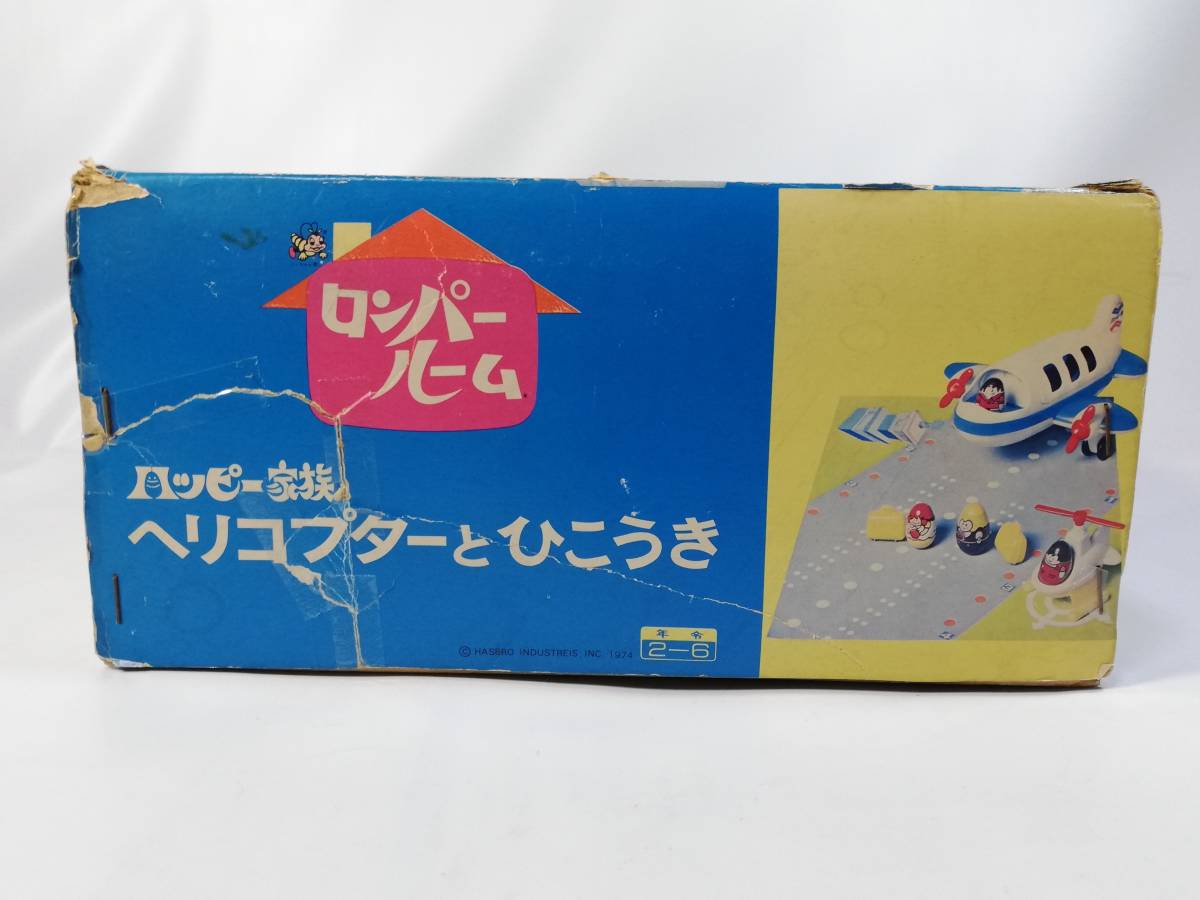 ロンパー
ルーム
ハッピー家族
ヘリコプターとひこうき
© HASBRO INDUSTREIS INC. 1974
年令
2-6